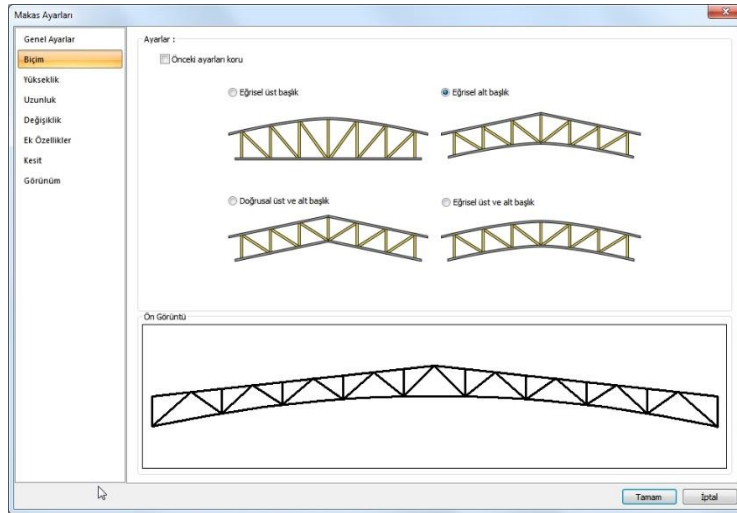 Makas Ayarları
Genel Ayarlar
Biçim
Yükseklik
Uzunluk
Değişiklik
Ek Özellikler
Kesit
Görünüm
Ayarlar :
Önceki ayarları koru
Eğrisel üst başlık
Eğrisel alt başlık
Doğrusal üst ve alt başlık
Eğrisel üst ve alt başlık
Ön Görüntü
Tamam
İptal